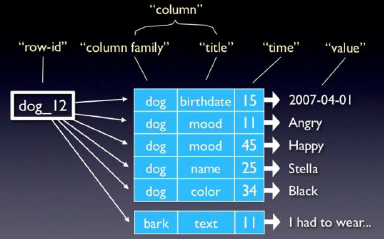 “column”
“row-id” “column family” “title” “time” “value”
dog_12
dog birthdate 15 2007-04-01
dog mood 11 Angry
dog mood 45 Happy
dog name 25 Stella
dog color 34 Black
bark text 11 I had to wear...